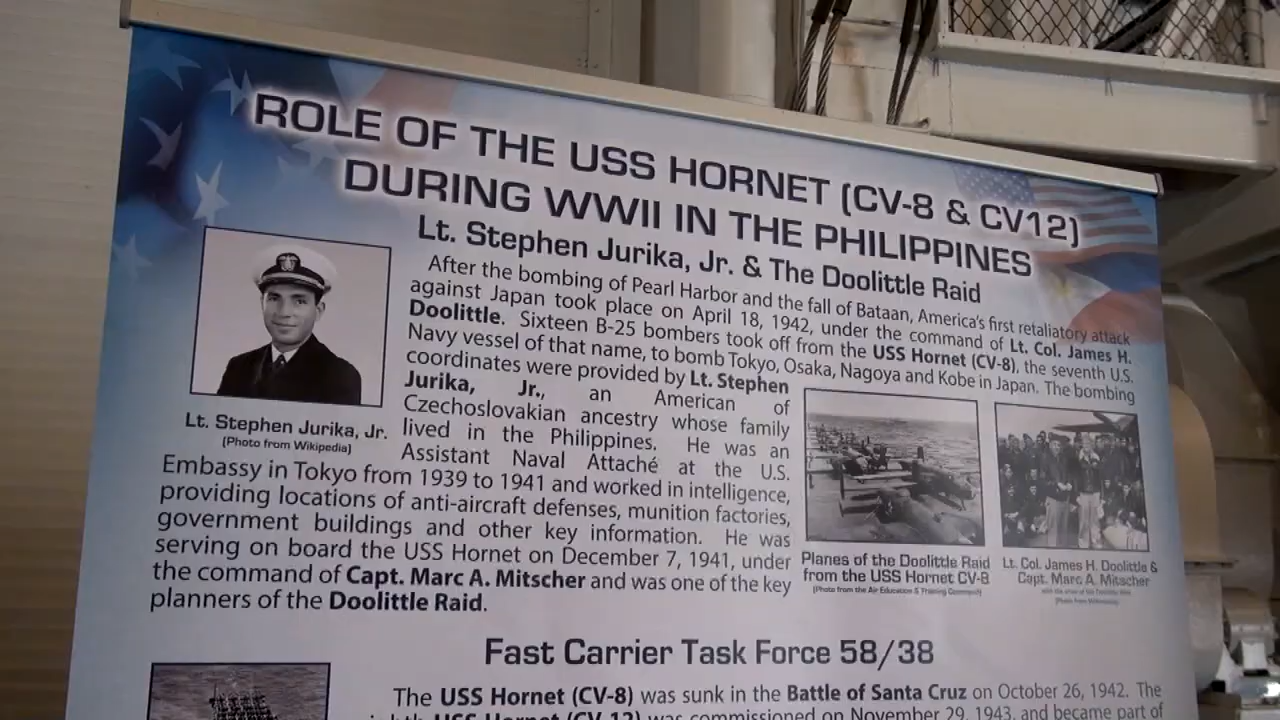 ROLE OF THE USS HORNET (CV-8 & CV12)
DURING WWII IN THE PHILIPPINES
Lt. Stephen Jurika, Jr. & The Doolittle Raid
After the bombing of Pearl Harbor and the fall of Bataan, America's first retaliatory attack
against Japan took place on April 18, 1942, under the command of Lt. Col. James H.
Doolittle. Sixteen B-25 bombers took off from the USS Hornet (CV-8), the seventh U.S.
Navy vessel of that name, to bomb Tokyo, Osaka, Nagoya and Kobe in Japan. The bombing
coordinates were provided by Lt. Stephen
Jurika, Jr., an American of
Czechoslovakian ancestry whose family
lived in the Philippines. He was an
Assistant Naval Attaché at the U.S.
Embassy in Tokyo from 1939 to 1941 and worked in intelligence,
providing locations of anti-aircraft defenses, munition factories,
government buildings and other key information. He was
serving on board the USS Hornet on December 7, 1941, under
the command of Capt. Marc A. Mitscher and was one of the key
planners of the Doolittle Raid.
Lt. Stephen Jurika, Jr.
(Photo from Wikipedia)
Planes of the Doolittle Raid
from the USS Hornet CV-8
(Photo from the Air Education & Training Command)
Lt. Col. James H. Doolittle &
Capt. Marc A. Mitscher
(Photo from Wikipedia)
Fast Carrier Task Force 58/38
The USS Hornet (CV-8) was sunk in the Battle of Santa Cruz on October 26, 1942. The
USS Hornet (CV-12) was commissioned on November 29, 1943, and became part of